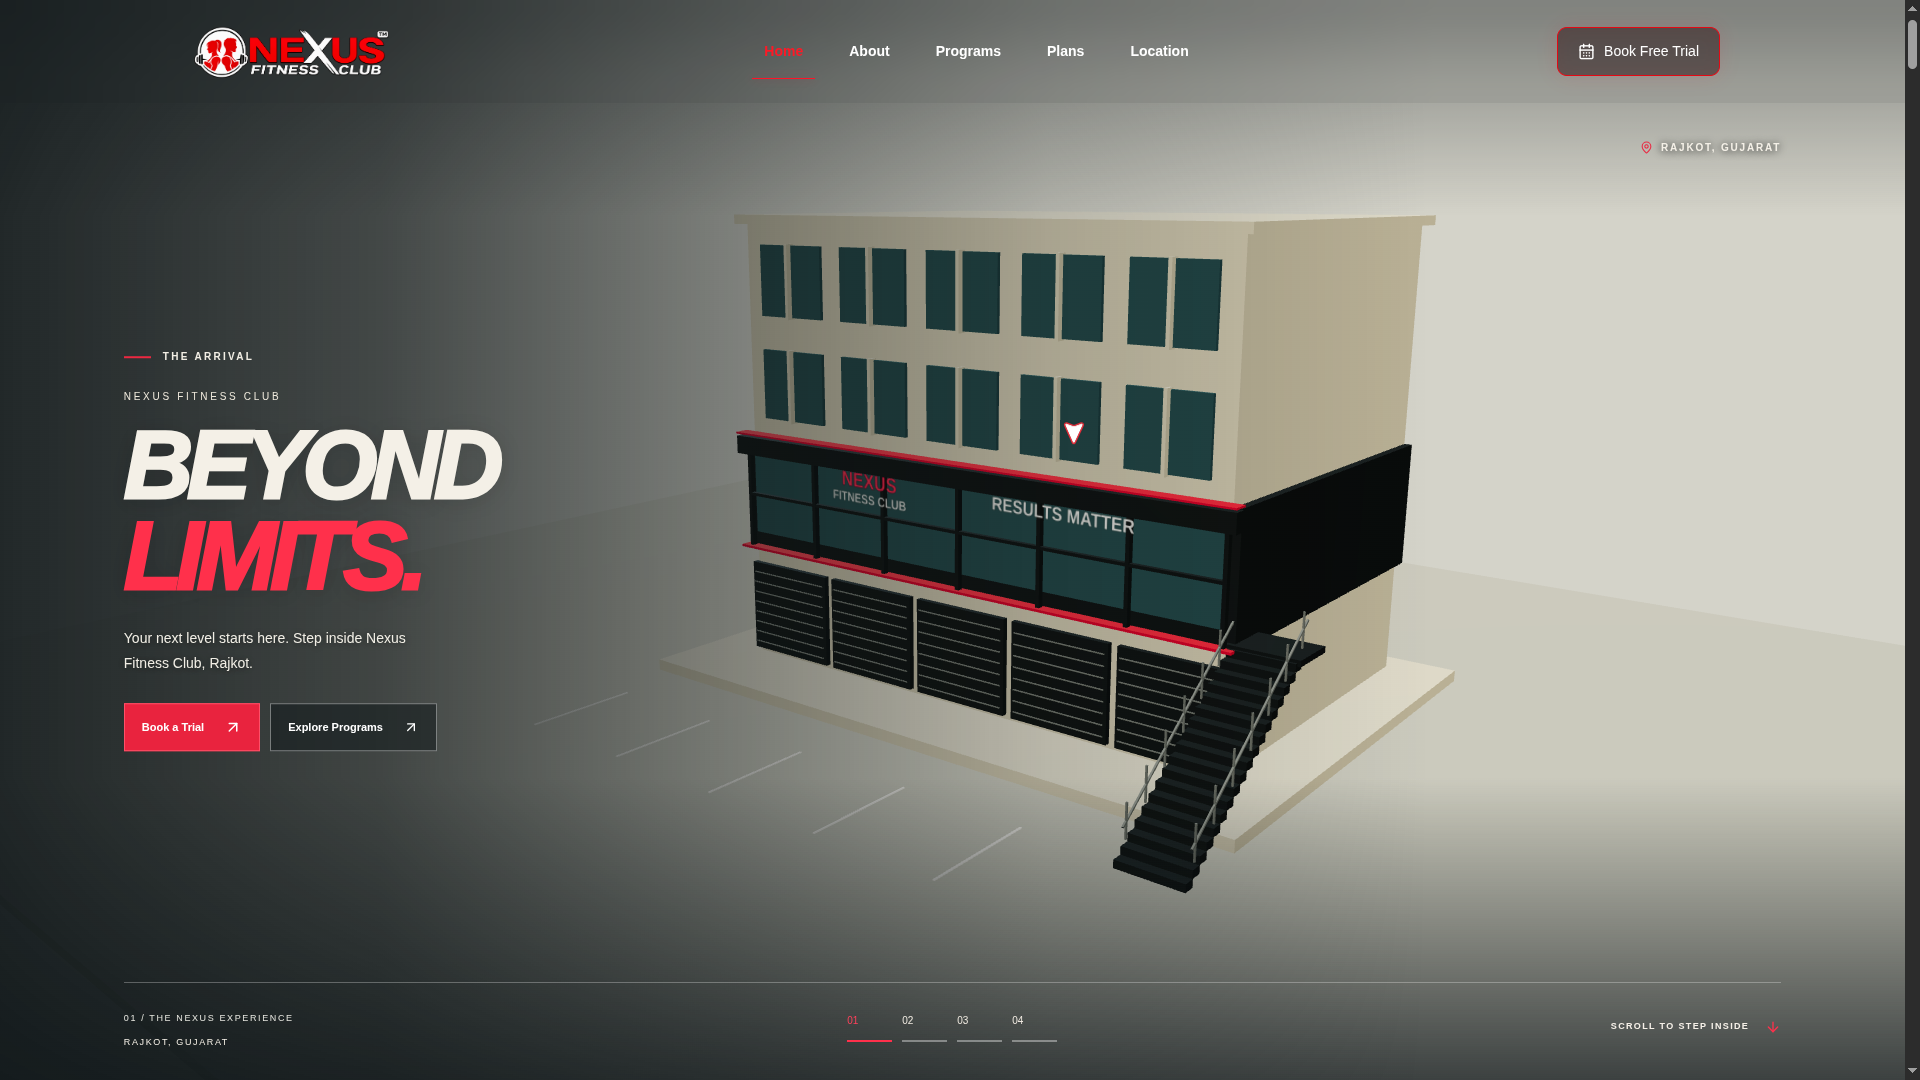 NEXUS TM
FITNESS CLUB
Home
About
Programs
Plans
Location
Book Free Trial
RAJKOT, GUJARAT
THE ARRIVAL
NEXUS FITNESS CLUB
BEYOND
LIMITS.
Your next level starts here. Step inside Nexus
Fitness Club, Rajkot.
Book a Trial
Explore Programs
NEXUS
FITNESS CLUB
RESULTS MATTER
01 / THE NEXUS EXPERIENCE
RAJKOT, GUJARAT
01
02
03
04
SCROLL TO STEP INSIDE